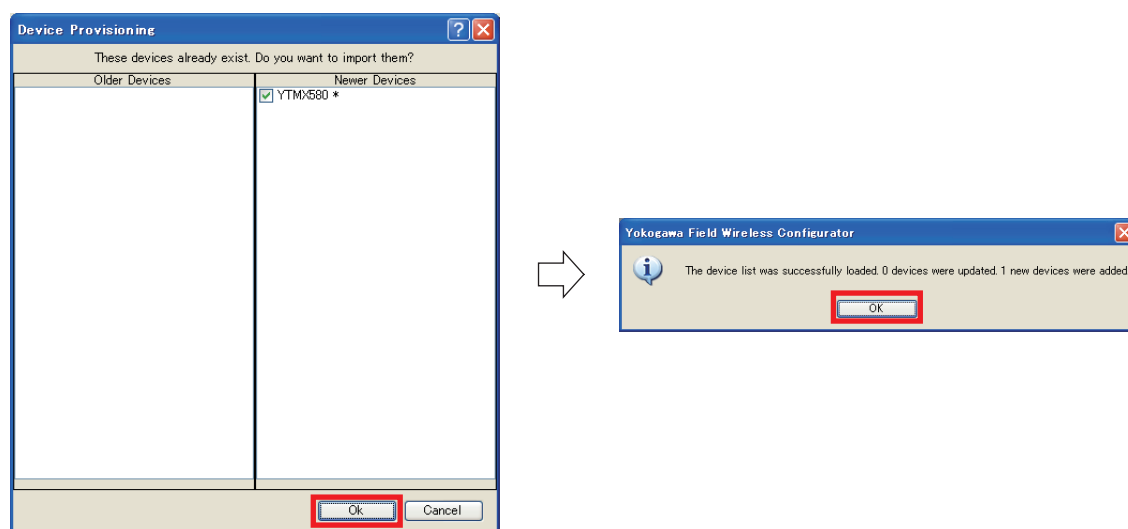 Device Provisioning
These devices already exist. Do you want to import them?
Older Devices
Newer Devices
YTMX580 *
Ok
Cancel
Yokogawa Field Wireless Configurator
The device list was successfully loaded. 0 devices were updated. 1 new devices were added
OK